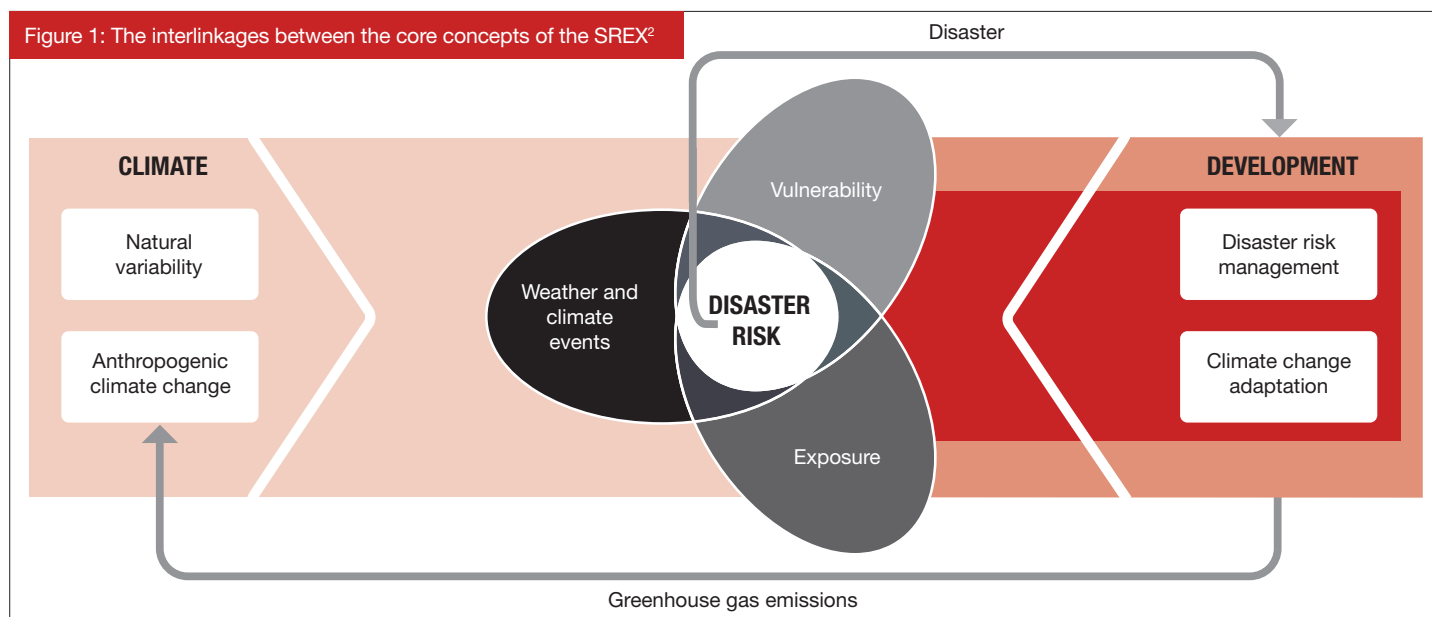 Figure 1: The interlinkages between the core concepts of the SREX²
Disaster
CLIMATE
Natural
variability
Anthropogenic
climate change
Weather and
climate
events
Vulnerability
DISASTER
RISK
Exposure
DEVELOPMENT
Disaster risk
management
Climate change
adaptation
Greenhouse gas emissions